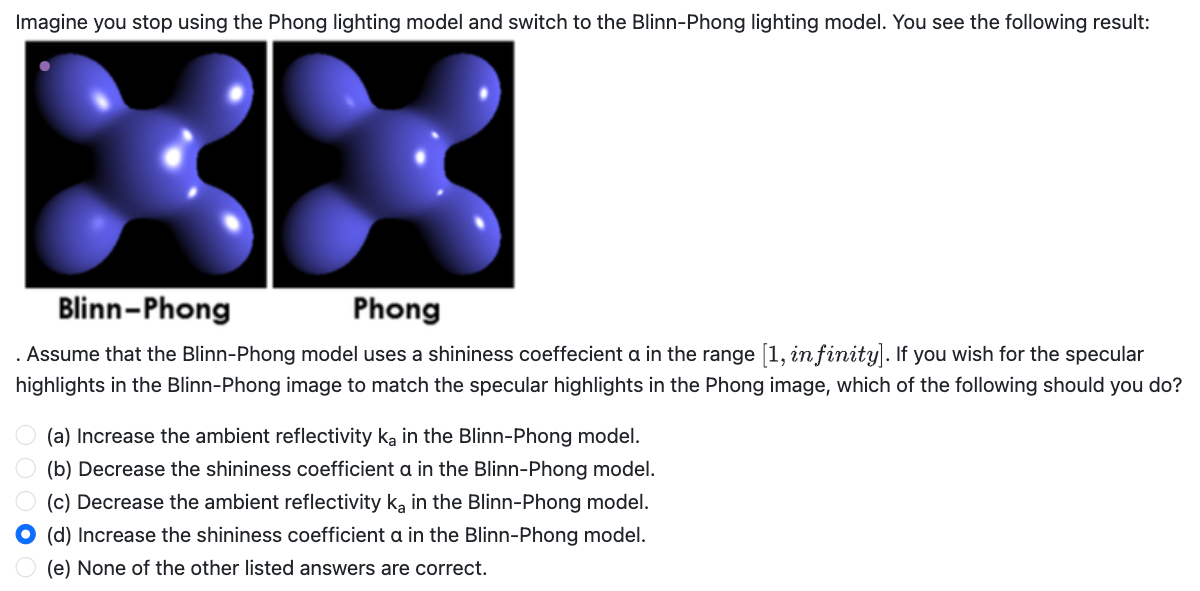 Imagine you stop using the Phong lighting model and switch to the Blinn-Phong lighting model. You see the following result:
Blinn–Phong Phong
. Assume that the Blinn-Phong model uses a shininess coeffecient α in the range [1, infinity]. If you wish for the specular
highlights in the Blinn-Phong image to match the specular highlights in the Phong image, which of the following should you do?
(a) Increase the ambient reflectivity kₐ in the Blinn-Phong model.
(b) Decrease the shininess coefficient α in the Blinn-Phong model.
(c) Decrease the ambient reflectivity kₐ in the Blinn-Phong model.
(d) Increase the shininess coefficient α in the Blinn-Phong model.
(e) None of the other listed answers are correct.